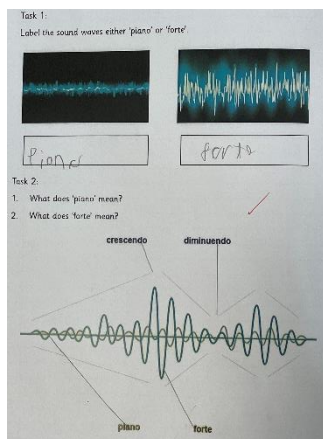 Task 1:
Label the sound waves either 'piano' or 'forte'.
piano forte
Task 2:
1. What does 'piano' mean?
2. What does 'forte' mean?
crescendo diminuendo
piano forte